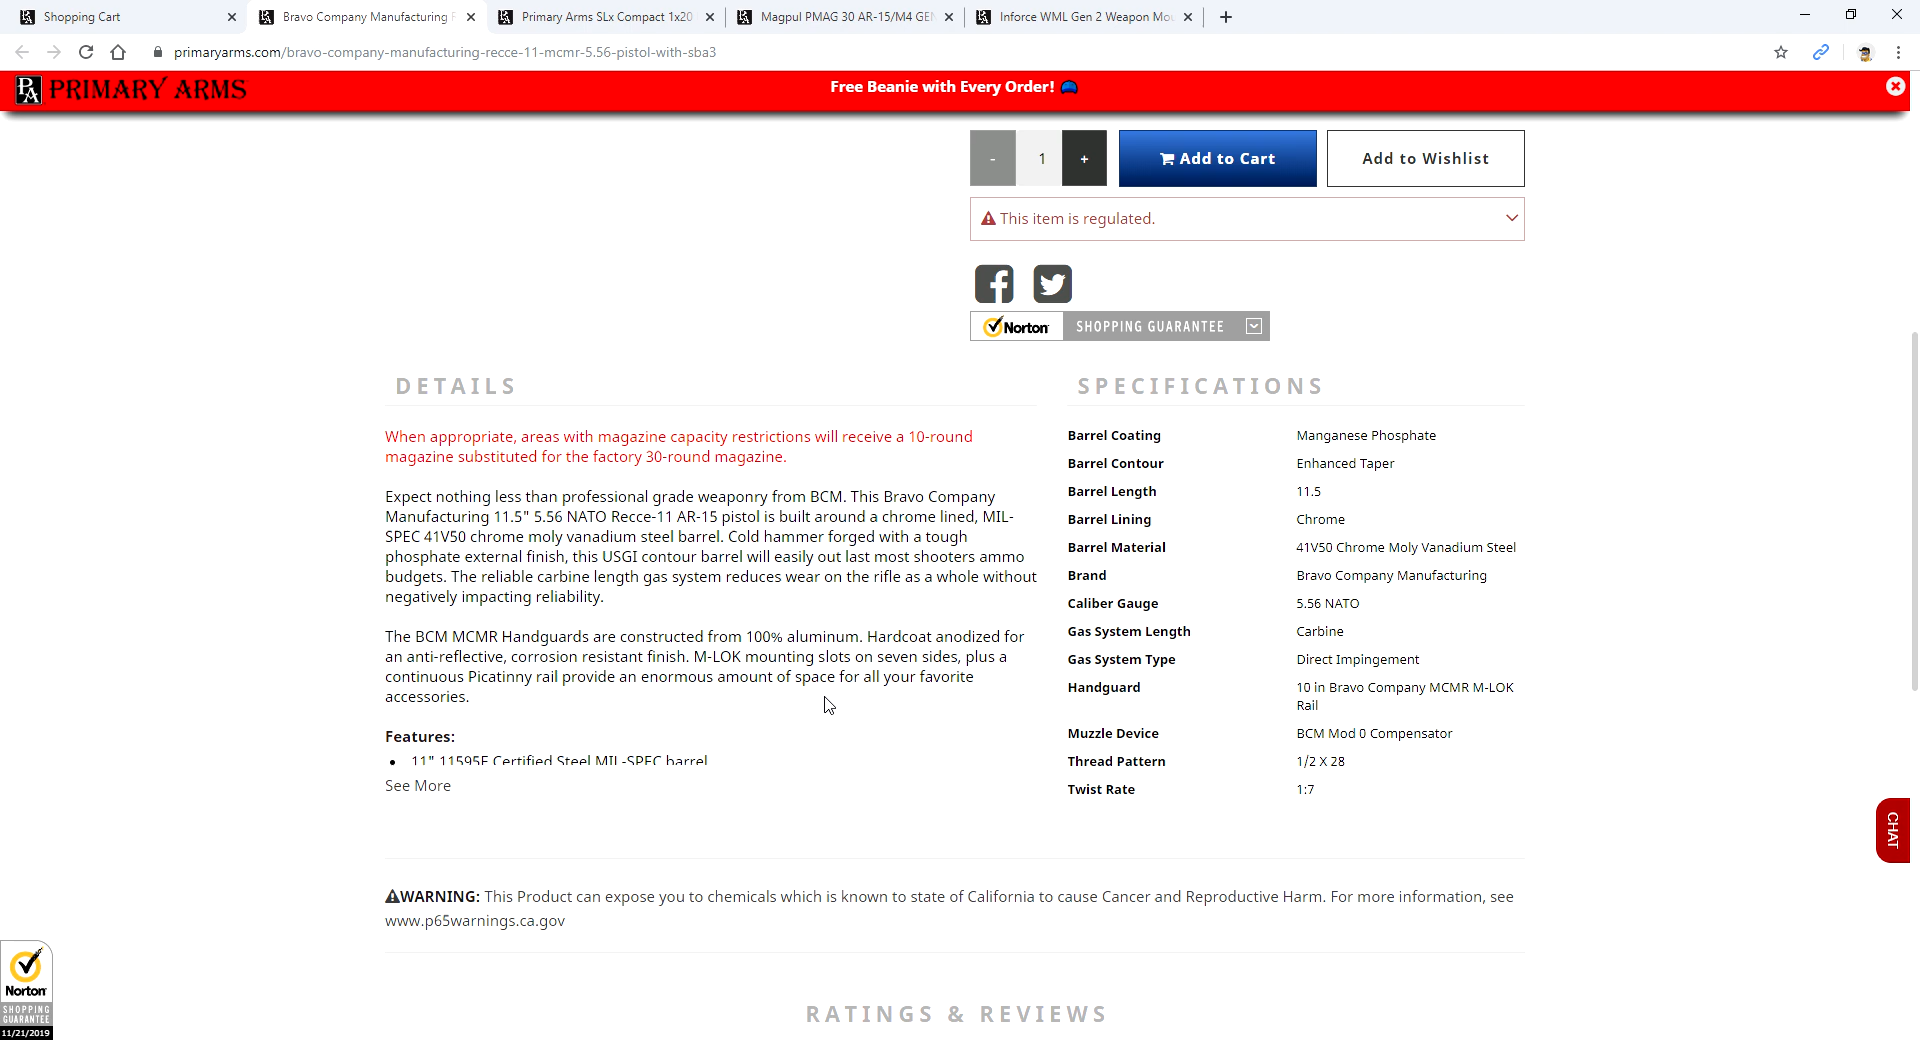 Shopping Cart
Bravo Company Manufacturing
Primary Arms SLx Compact 1x20
Magpul PMAG 30 AR-15/M4 GE
Inforce WML Gen 2 Weapon Mo
primaryarms.com/bravo-company-manufacturing-recce-11-mcmr-5.56-pistol-with-sba3
PA PRIMARY ARMS
Free Beanie with Every Order!
- 1 +
Add to Cart
Add to Wishlist
This item is regulated.
Norton SHOPPING GUARANTEE
DETAILS
When appropriate, areas with magazine capacity restrictions will receive a 10-round
magazine substituted for the factory 30-round magazine.
Expect nothing less than professional grade weaponry from BCM. This Bravo Company
Manufacturing 11.5" 5.56 NATO Recce-11 AR-15 pistol is built around a chrome lined, MIL-
SPEC 41V50 chrome moly vanadium steel barrel. Cold hammer forged with a tough
phosphate external finish, this USGI contour barrel will easily out last most shooters ammo
budgets. The reliable carbine length gas system reduces wear on the rifle as a whole without
negatively impacting reliability.
The BCM MCMR Handguards are constructed from 100% aluminum. Hardcoat anodized for
an anti-reflective, corrosion resistant finish. M-LOK mounting slots on seven sides, plus a
continuous Picatinny rail provide an enormous amount of space for all your favorite
accessories.
Features:
• 11" 11595E Certified Steel MIL-SPEC barrel
See More
SPECIFICATIONS
Barrel Coating Manganese Phosphate
Barrel Contour Enhanced Taper
Barrel Length 11.5
Barrel Lining Chrome
Barrel Material 41V50 Chrome Moly Vanadium Steel
Brand Bravo Company Manufacturing
Caliber Gauge 5.56 NATO
Gas System Length Carbine
Gas System Type Direct Impingement
Handguard 10 in Bravo Company MCMR M-LOK
Rail
Muzzle Device BCM Mod 0 Compensator
Thread Pattern 1/2 X 28
Twist Rate 1:7
CHAT
WARNING: This Product can expose you to chemicals which is known to state of California to cause Cancer and Reproductive Harm. For more information, see
www.p65warnings.ca.gov
Norton
SHOPPING
GUARANTEE
11/21/2019
RATINGS & REVIEWS